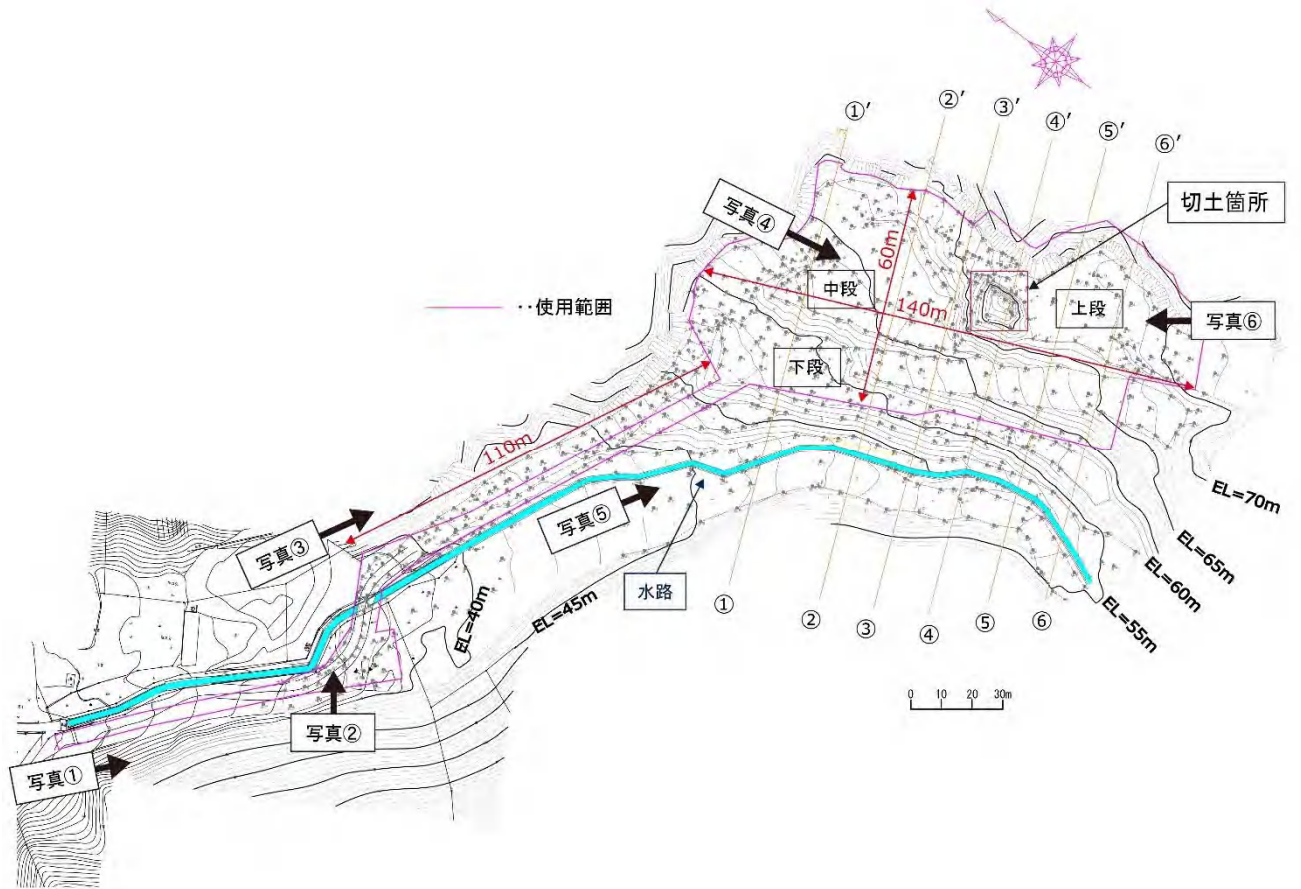 ①’
②’
③’
④’
⑤’
⑥’
切土箇所
写真④
60m
中段
140m
上段
写真⑥
‥使用範囲
下段
110m
写真⑤
写真③
水路
EL=70m
EL=65m
EL=60m
EL=55m
EL=45m
EL=40m
①
②
③
④
⑤
⑥
0 10 20 30m
写真②
写真①